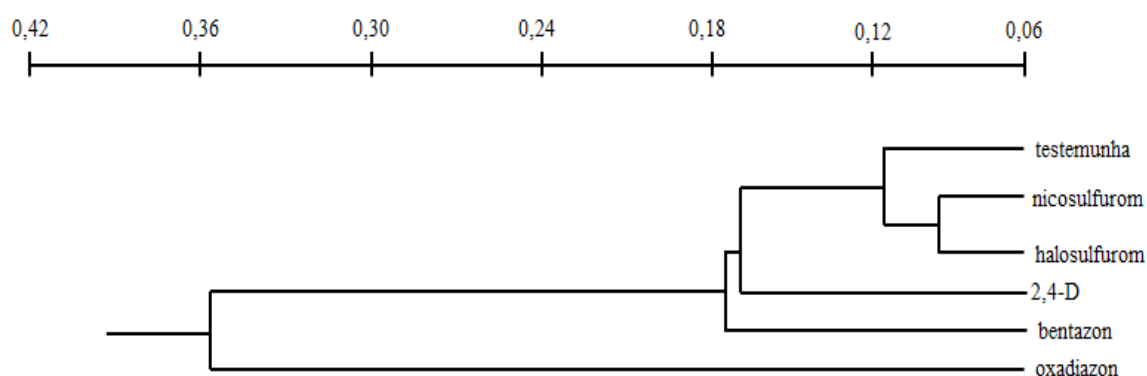 0,42 0,36 0,30 0,24 0,18 0,12 0,06
testemunha
nicosulfurom
halosulfurom
2,4-D
bentazon
oxadiazon